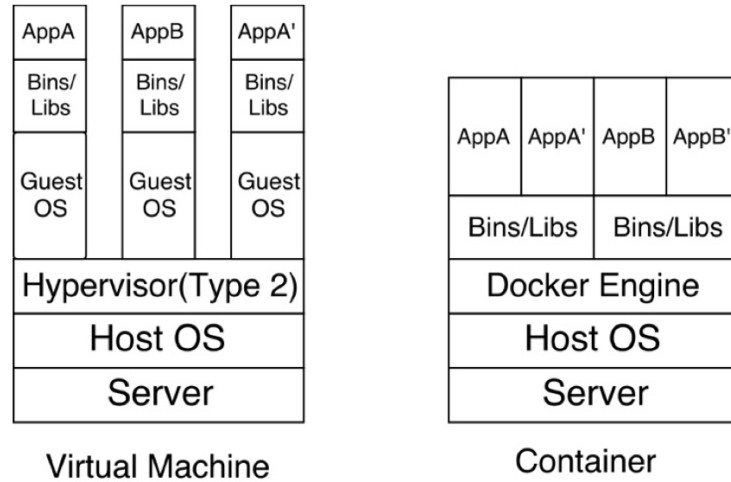 AppA
AppB
AppA'
Bins/
Libs
Bins/
Libs
Bins/
Libs
Guest
OS
Guest
OS
Guest
OS
Hypervisor(Type 2)
Host OS
Server
Virtual Machine
AppA
AppA'
AppB
AppB'
Bins/Libs
Bins/Libs
Docker Engine
Host OS
Server
Container